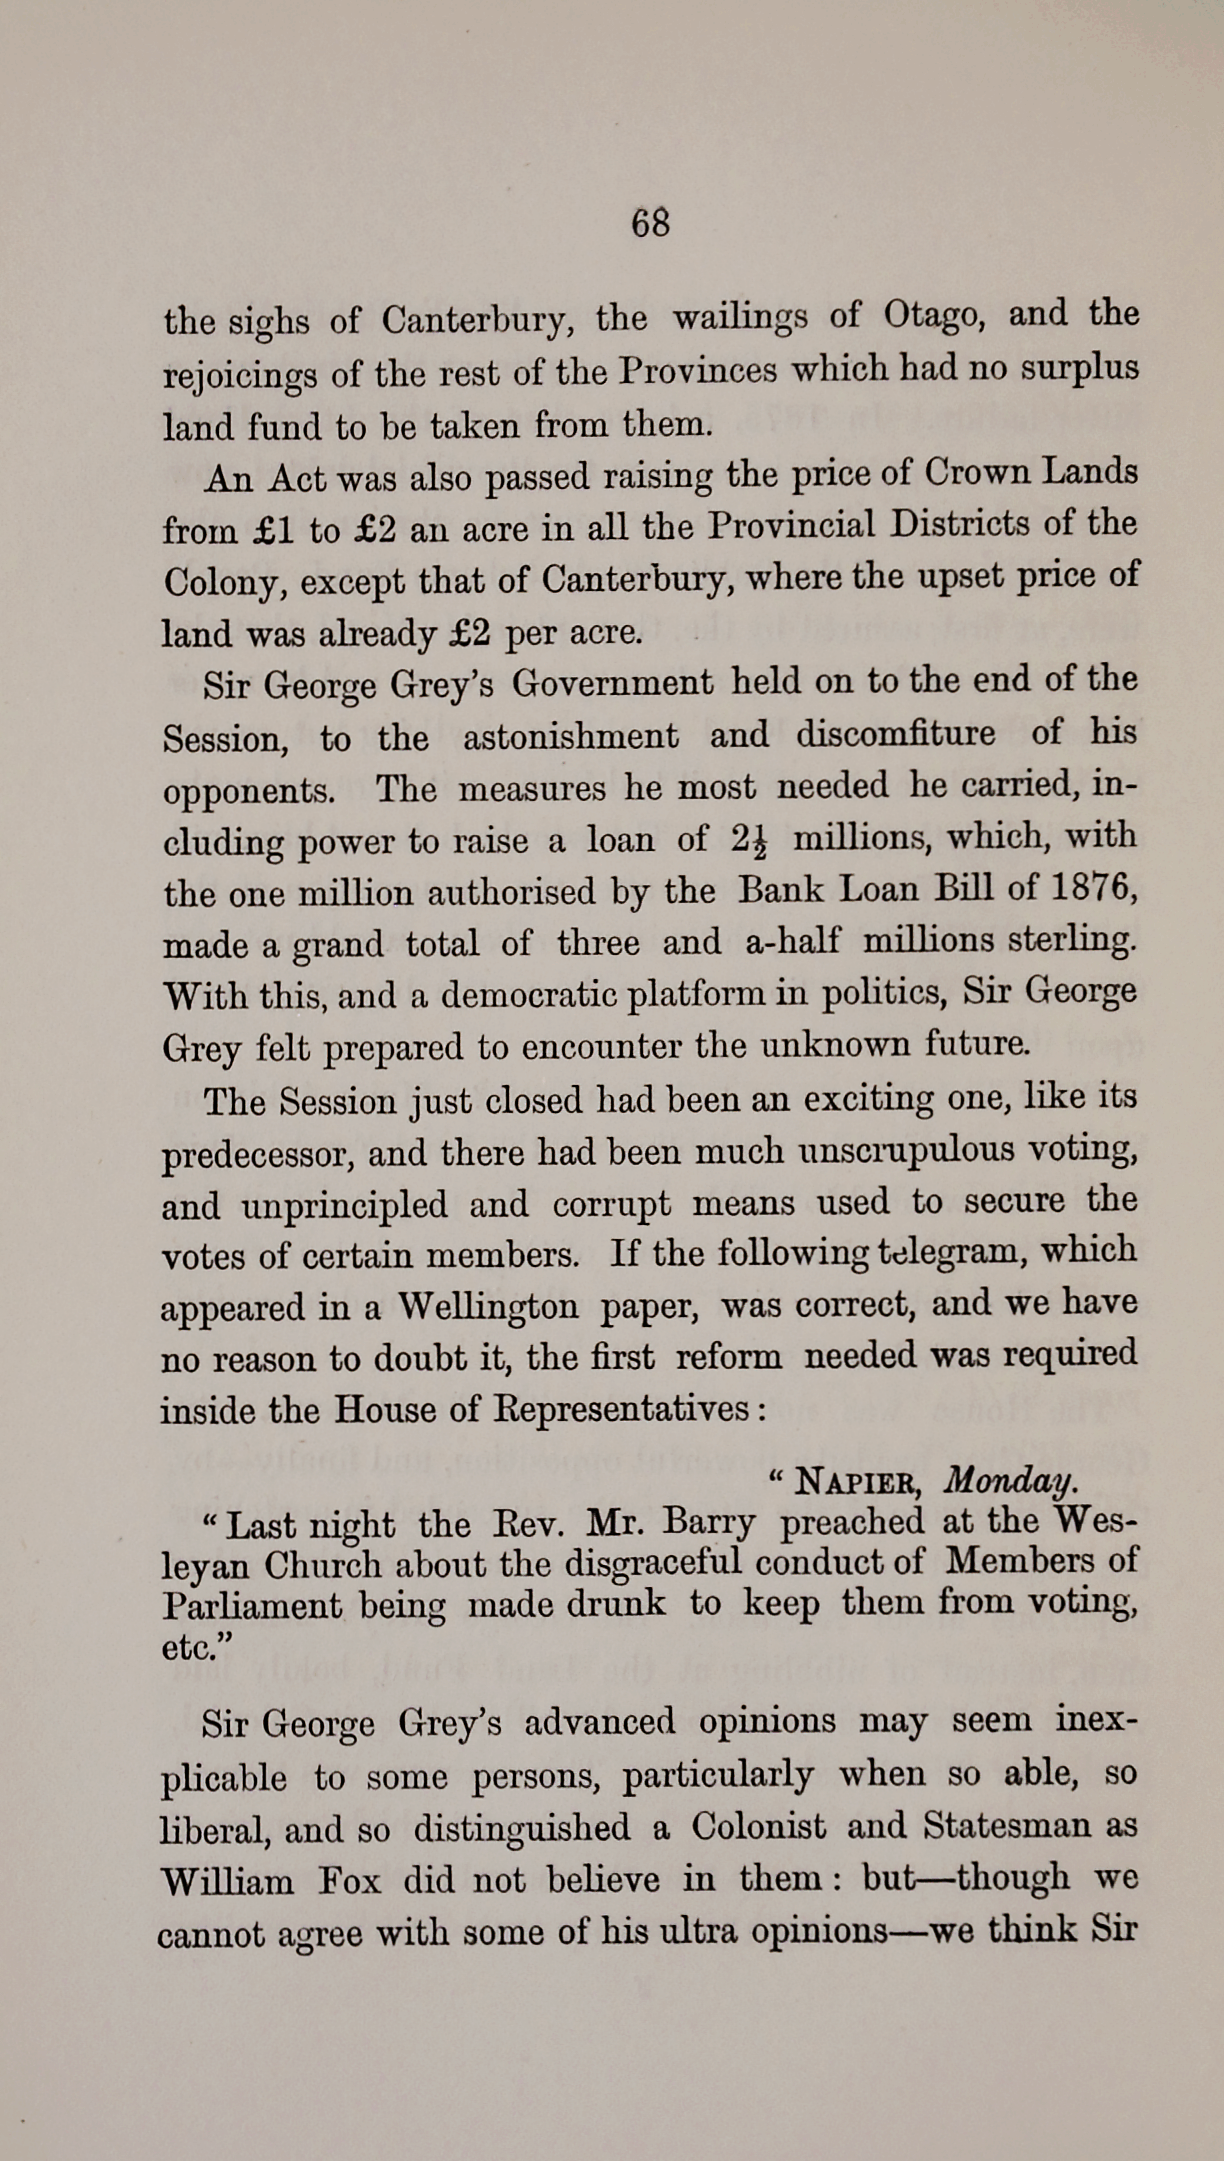 68
the sighs of Canterbury, the wailings of Otago, and the
rejoicings of the rest of the Provinces which had no surplus
land fund to be taken from them.
An Act was also passed raising the price of Crown Lands
from £1 to £2 an acre in all the Provincial Districts of the
Colony, except that of Canterbury, where the upset price of
land was already £2 per acre.
Sir George Grey’s Government held on to the end of the
Session, to the astonishment and discomfiture of his
opponents. The measures he most needed he carried, in-
cluding power to raise a loan of 2½ millions, which, with
the one million authorised by the Bank Loan Bill of 1876,
made a grand total of three and a-half millions sterling.
With this, and a democratic platform in politics, Sir George
Grey felt prepared to encounter the unknown future.
The Session just closed had been an exciting one, like its
predecessor, and there had been much unscrupulous voting,
and unprincipled and corrupt means used to secure the
votes of certain members. If the following telegram, which
appeared in a Wellington paper, was correct, and we have
no reason to doubt it, the first reform needed was required
inside the House of Representatives :
“ NAPIER, Monday.
“ Last night the Rev. Mr. Barry preached at the Wes-
leyan Church about the disgraceful conduct of Members of
Parliament being made drunk to keep them from voting,
etc.”
Sir George Grey’s advanced opinions may seem inex-
plicable to some persons, particularly when so able, so
liberal, and so distinguished a Colonist and Statesman as
William Fox did not believe in them : but—though we
cannot agree with some of his ultra opinions—we think Sir